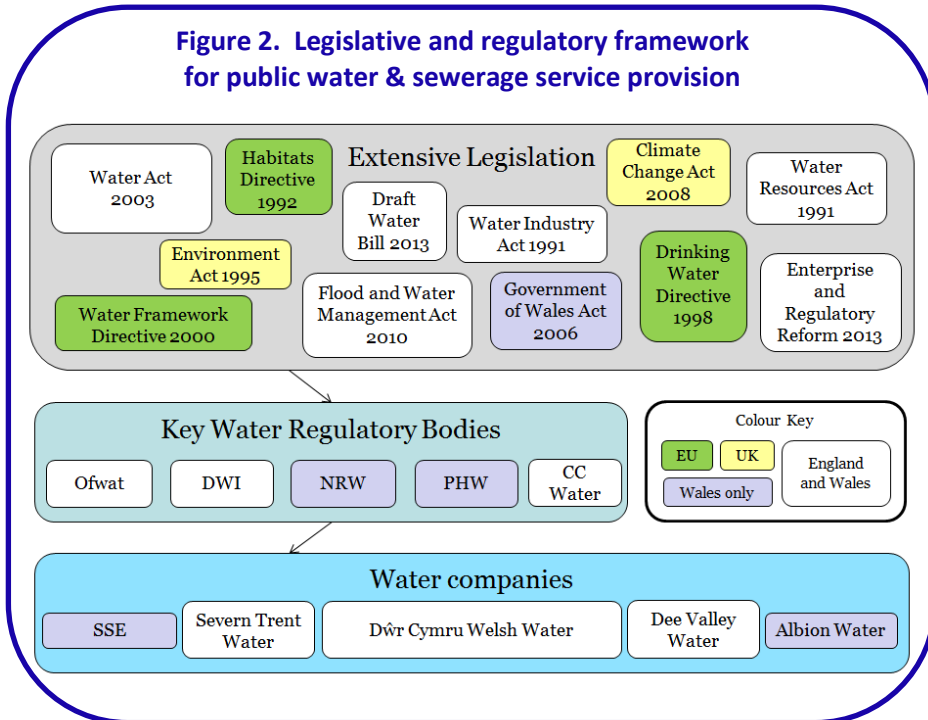 Figure 2.  Legislative and regulatory framework
for public water & sewerage service provision
Extensive Legislation
Water Act
2003
Habitats
Directive
1992
Draft
Water
Bill 2013
Water Industry
Act 1991
Climate
Change Act
2008
Water
Resources Act
1991
Environment
Act 1995
Water Framework
Directive 2000
Flood and Water
Management Act
2010
Government
of Wales Act
2006
Drinking
Water
Directive
1998
Enterprise
and
Regulatory
Reform 2013
Key Water Regulatory Bodies
Ofwat
DWI
NRW
PHW
CC
Water
Colour Key
EU
UK
England
and Wales
Wales only
Water companies
SSE
Severn Trent
Water
Dŵr Cymru Welsh Water
Dee Valley
Water
Albion Water